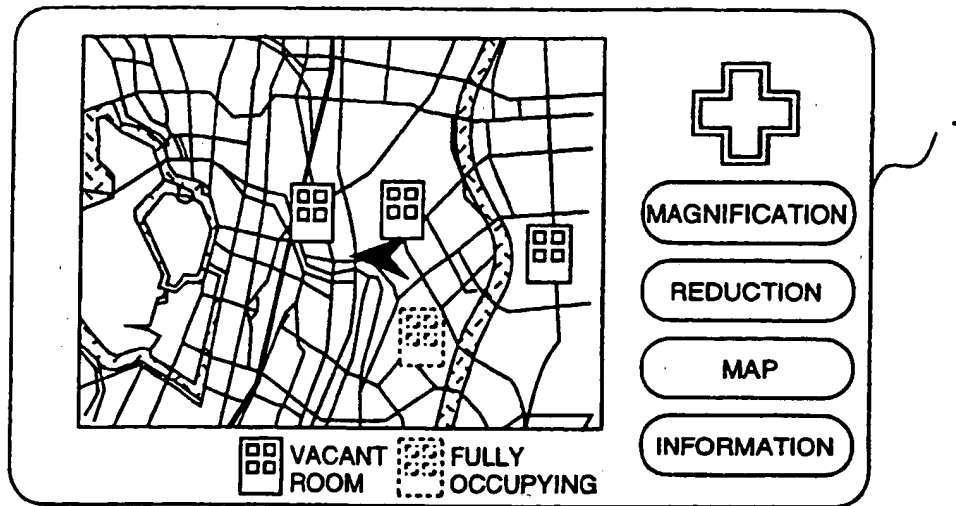 MAGNIFICATION
REDUCTION
MAP
INFORMATION
VACANT
ROOM
FULLY
OCCUPYING